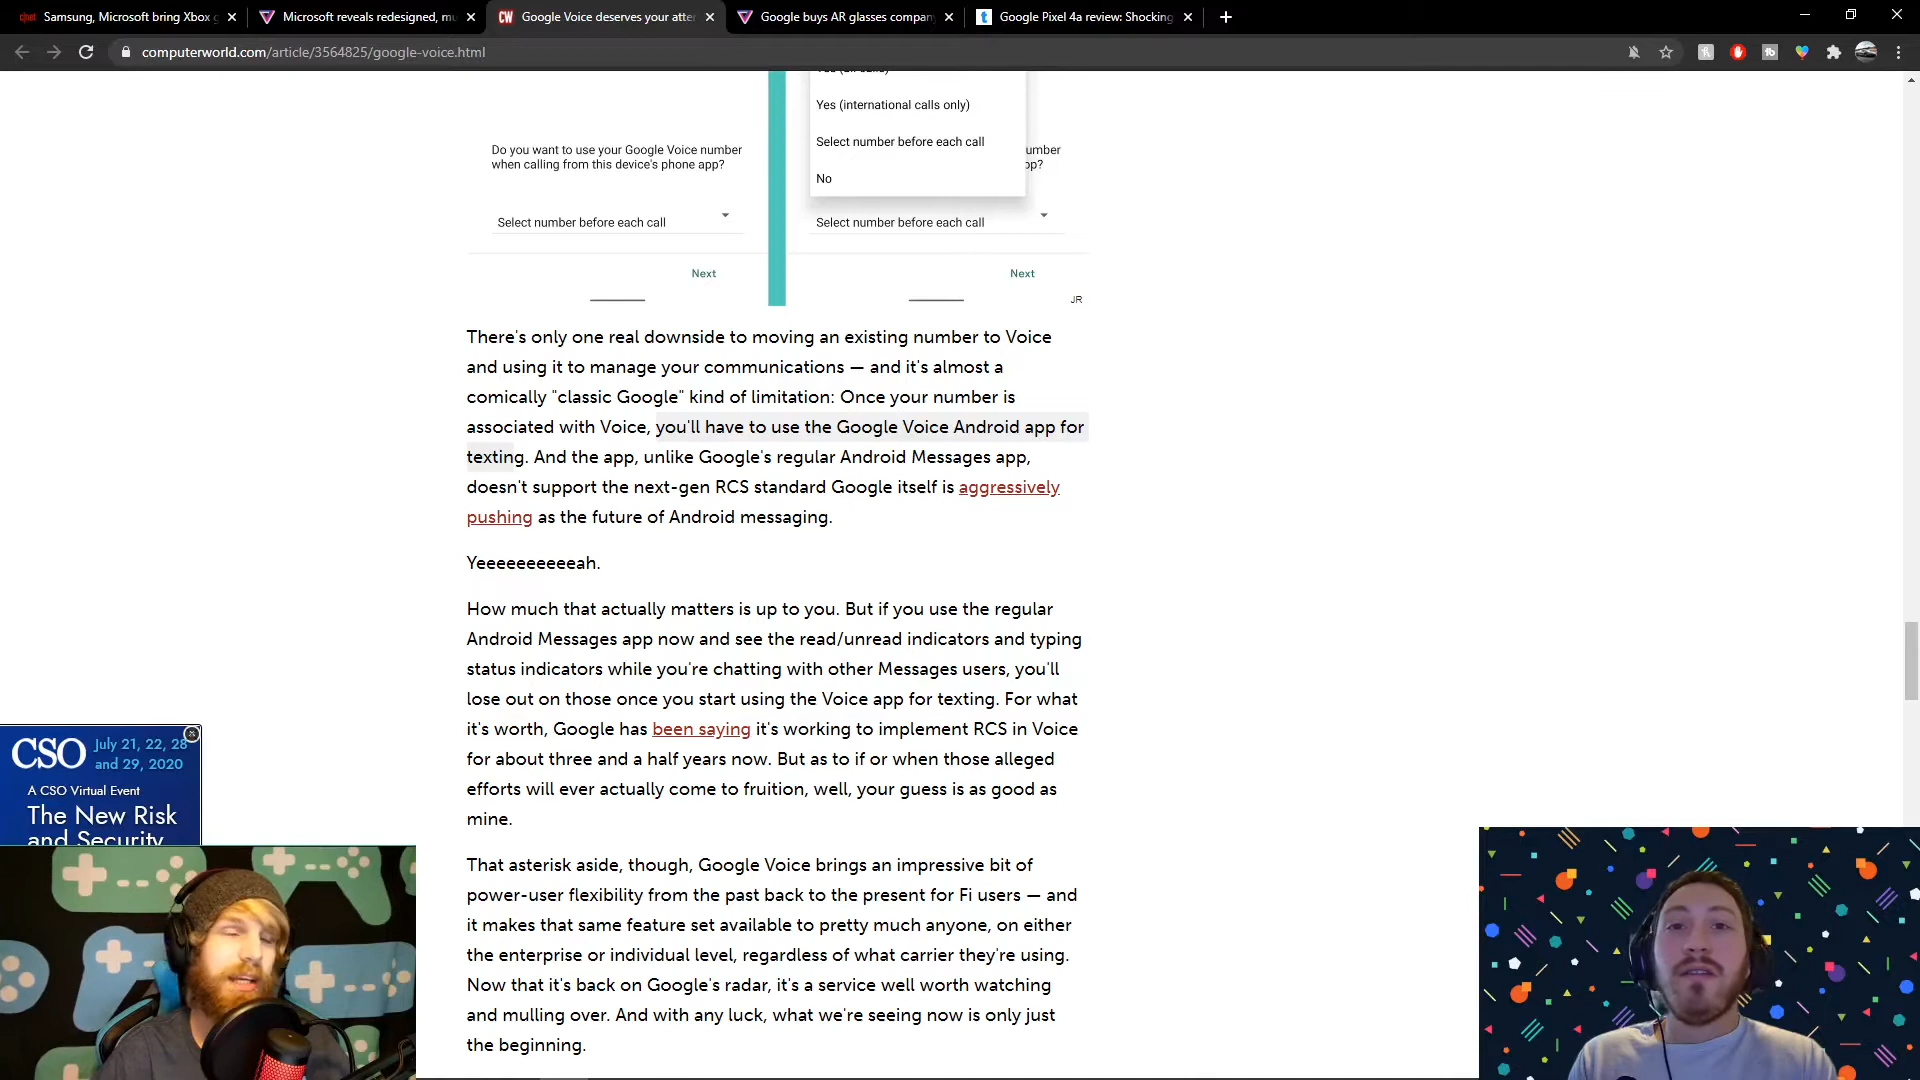 Samsung, Microsoft bring Xbox g
Microsoft reveals redesigned, mu
Google Voice deserves your atte
Google buys AR glasses company
Google Pixel 4a review: Shocking
computerworld.com/article/3564825/google-voice.html
Yes (international calls only)
Select number before each call
No
Do you want to use your Google Voice number
when calling from this device's phone app?
umber
op?
Select number before each call
Select number before each call
Next
Next
JR
There's only one real downside to moving an existing number to Voice
and using it to manage your communications — and it's almost a
comically "classic Google" kind of limitation: Once your number is
associated with Voice, you'll have to use the Google Voice Android app for
texting. And the app, unlike Google's regular Android Messages app,
doesn't support the next-gen RCS standard Google itself is aggressively
pushing as the future of Android messaging.
Yeeeeeeeeeeah.
How much that actually matters is up to you. But if you use the regular
Android Messages app now and see the read/unread indicators and typing
status indicators while you're chatting with other Messages users, you'll
lose out on those once you start using the Voice app for texting. For what
it's worth, Google has been saying it's working to implement RCS in Voice
for about three and a half years now. But as to if or when those alleged
efforts will ever actually come to fruition, well, your guess is as good as
mine.
That asterisk aside, though, Google Voice brings an impressive bit of
power-user flexibility from the past back to the present for Fi users — and
it makes that same feature set available to pretty much anyone, on either
the enterprise or individual level, regardless of what carrier they're using.
Now that it's back on Google's radar, it's a service well worth watching
and mulling over. And with any luck, what we're seeing now is only just
the beginning.
CSO July 21, 22, 28
and 29, 2020
A CSO Virtual Event
The New Risk
and Security